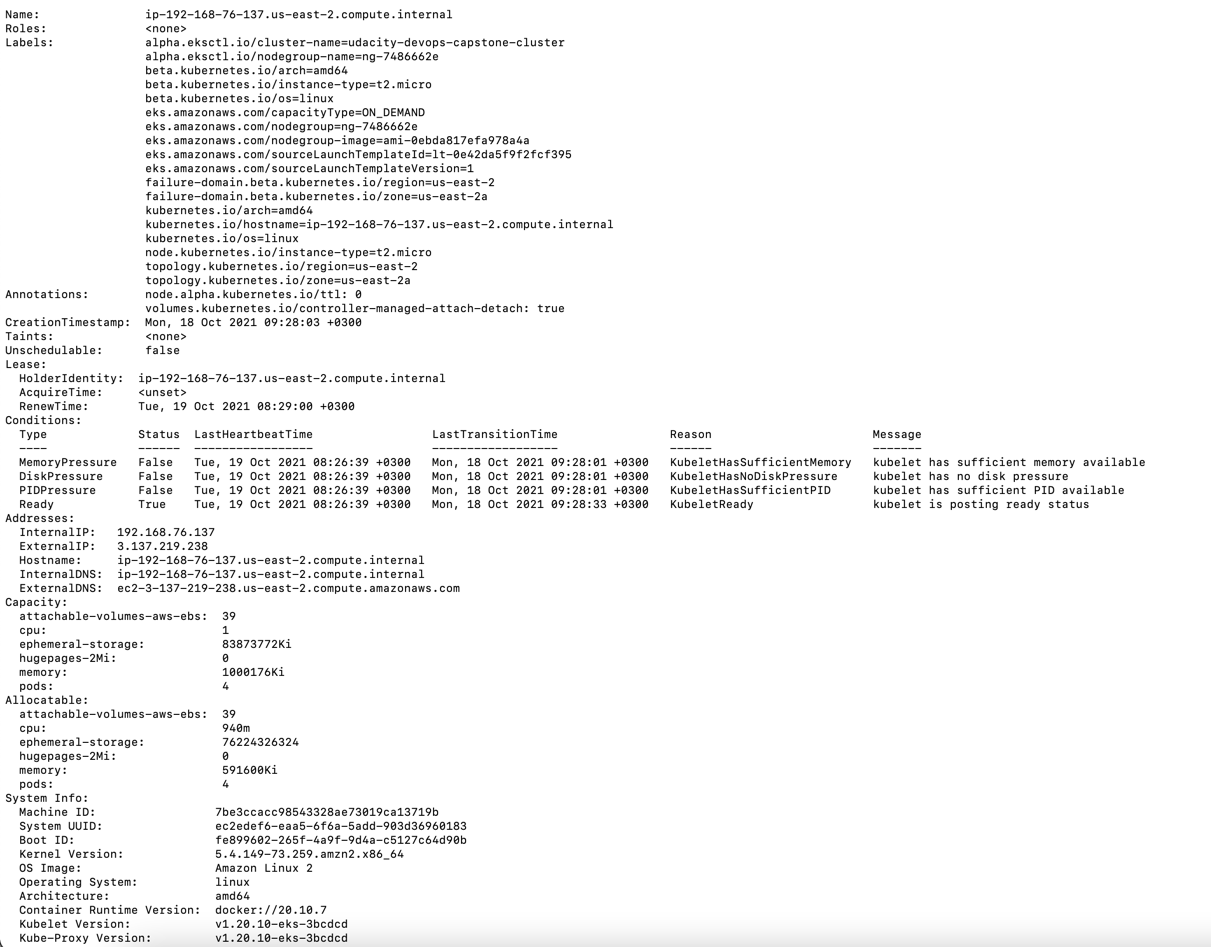 Name:               ip-192-168-76-137.us-east-2.compute.internal
Roles:              <none>
Labels:             alpha.eksctl.io/cluster-name=udacity-devops-capstone-cluster
                    alpha.eksctl.io/nodegroup-name=ng-7486662e
                    beta.kubernetes.io/arch=amd64
                    beta.kubernetes.io/instance-type=t2.micro
                    beta.kubernetes.io/os=linux
                    eks.amazonaws.com/capacityType=ON_DEMAND
                    eks.amazonaws.com/nodegroup=ng-7486662e
                    eks.amazonaws.com/nodegroup-image=ami-0ebda817efa978a4a
                    eks.amazonaws.com/sourceLaunchTemplateId=lt-0e42da5f9f2fcf395
                    eks.amazonaws.com/sourceLaunchTemplateVersion=1
                    failure-domain.beta.kubernetes.io/region=us-east-2
                    failure-domain.beta.kubernetes.io/zone=us-east-2a
                    kubernetes.io/arch=amd64
                    kubernetes.io/hostname=ip-192-168-76-137.us-east-2.compute.internal
                    kubernetes.io/os=linux
                    node.kubernetes.io/instance-type=t2.micro
                    topology.kubernetes.io/region=us-east-2
                    topology.kubernetes.io/zone=us-east-2a
Annotations:        node.alpha.kubernetes.io/ttl: 0
                    volumes.kubernetes.io/controller-managed-attach-detach: true
CreationTimestamp:  Mon, 18 Oct 2021 09:28:03 +0300
Taints:             <none>
Unschedulable:      false
Lease:
  HolderIdentity:  ip-192-168-76-137.us-east-2.compute.internal
  AcquireTime:     <unset>
  RenewTime:       Tue, 19 Oct 2021 08:29:00 +0300
Conditions:
  Type             Status  LastHeartbeatTime                 LastTransitionTime                Reason                       Message
  ----             ------  -----------------                 ------------------                ------                       -------
  MemoryPressure   False   Tue, 19 Oct 2021 08:26:39 +0300   Mon, 18 Oct 2021 09:28:01 +0300   KubeletHasSufficientMemory   kubelet has sufficient memory available
  DiskPressure     False   Tue, 19 Oct 2021 08:26:39 +0300   Mon, 18 Oct 2021 09:28:01 +0300   KubeletHasNoDiskPressure     kubelet has no disk pressure
  PIDPressure      False   Tue, 19 Oct 2021 08:26:39 +0300   Mon, 18 Oct 2021 09:28:01 +0300   KubeletHasSufficientPID      kubelet has sufficient PID available
  Ready            True    Tue, 19 Oct 2021 08:26:39 +0300   Mon, 18 Oct 2021 09:28:33 +0300   KubeletReady                 kubelet is posting ready status
Addresses:
  InternalIP:   192.168.76.137
  ExternalIP:   3.137.219.238
  Hostname:     ip-192-168-76-137.us-east-2.compute.internal
  InternalDNS:  ip-192-168-76-137.us-east-2.compute.internal
  ExternalDNS:  ec2-3-137-219-238.us-east-2.compute.amazonaws.com
Capacity:
  attachable-volumes-aws-ebs:  39
  cpu:                         1
  ephemeral-storage:           83873772Ki
  hugepages-2Mi:               0
  memory:                      1000176Ki
  pods:                        4
Allocatable:
  attachable-volumes-aws-ebs:  39
  cpu:                         940m
  ephemeral-storage:           76224326324
  hugepages-2Mi:               0
  memory:                      591600Ki
  pods:                        4
System Info:
  Machine ID:                 7be3ccacc98543328ae73019ca13719b
  System UUID:                ec2edef6-eaa5-6f6a-5add-903d36960183
  Boot ID:                    fe899602-265f-4a9f-9d4a-c5127c64d90b
  Kernel Version:             5.4.149-73.259.amzn2.x86_64
  OS Image:                   Amazon Linux 2
  Operating System:           linux
  Architecture:               amd64
  Container Runtime Version:  docker://20.10.7
  Kubelet Version:            v1.20.10-eks-3bcdcd
  Kube-Proxy Version:         v1.20.10-eks-3bcdcd